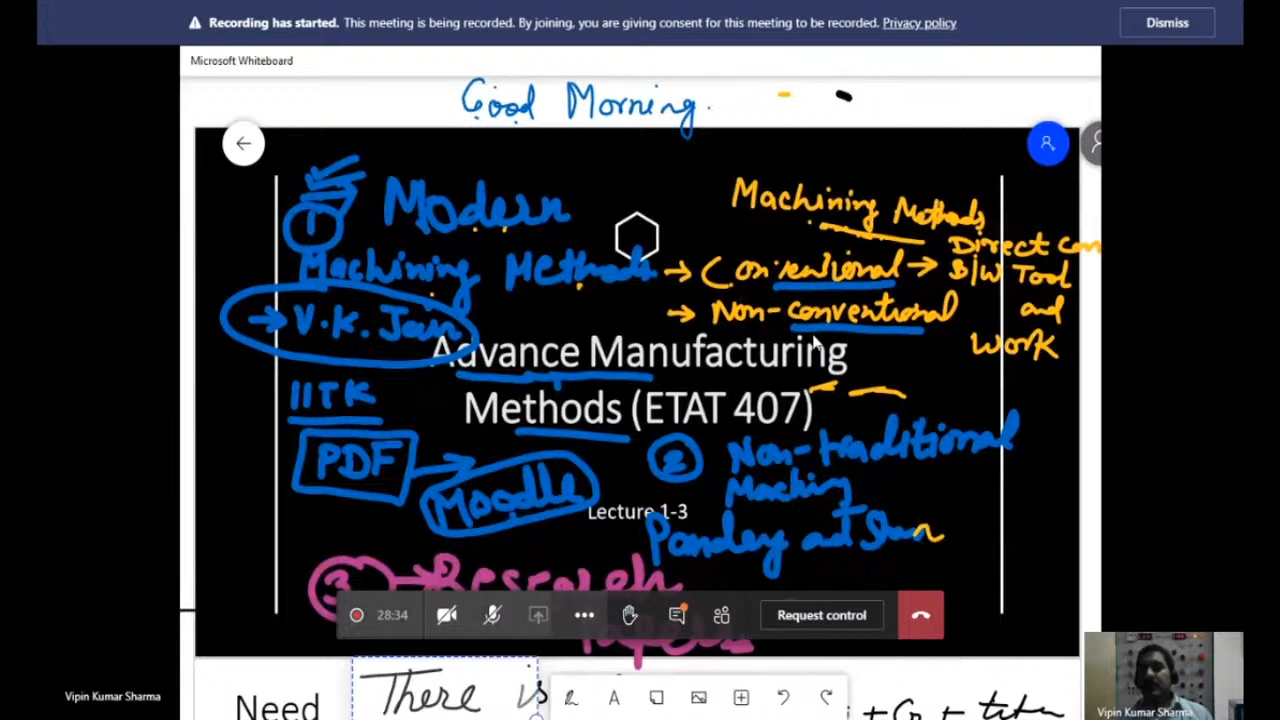 Recording has started. This meeting is being recorded. By joining, you are giving consent for this meeting to be recorded. Privacy policy
Dismiss
Microsoft Whiteboard
Good Morning.
1 Modern
Machining Methods
→ V.K. Jain
Machining Methods
→ Conventional → Direct Con
B/W Tool
and
Work
→ Non-conventional
Advance Manufacturing
Methods (ETAT 407)
IITK
PDF → Moodle
2 Non-traditional
Machining
Pandey and
Lecture 1-3
3 → Research
28:34
Request control
Vipin Kumar Sharma
Need
There is
Vipin Kumar Sharma